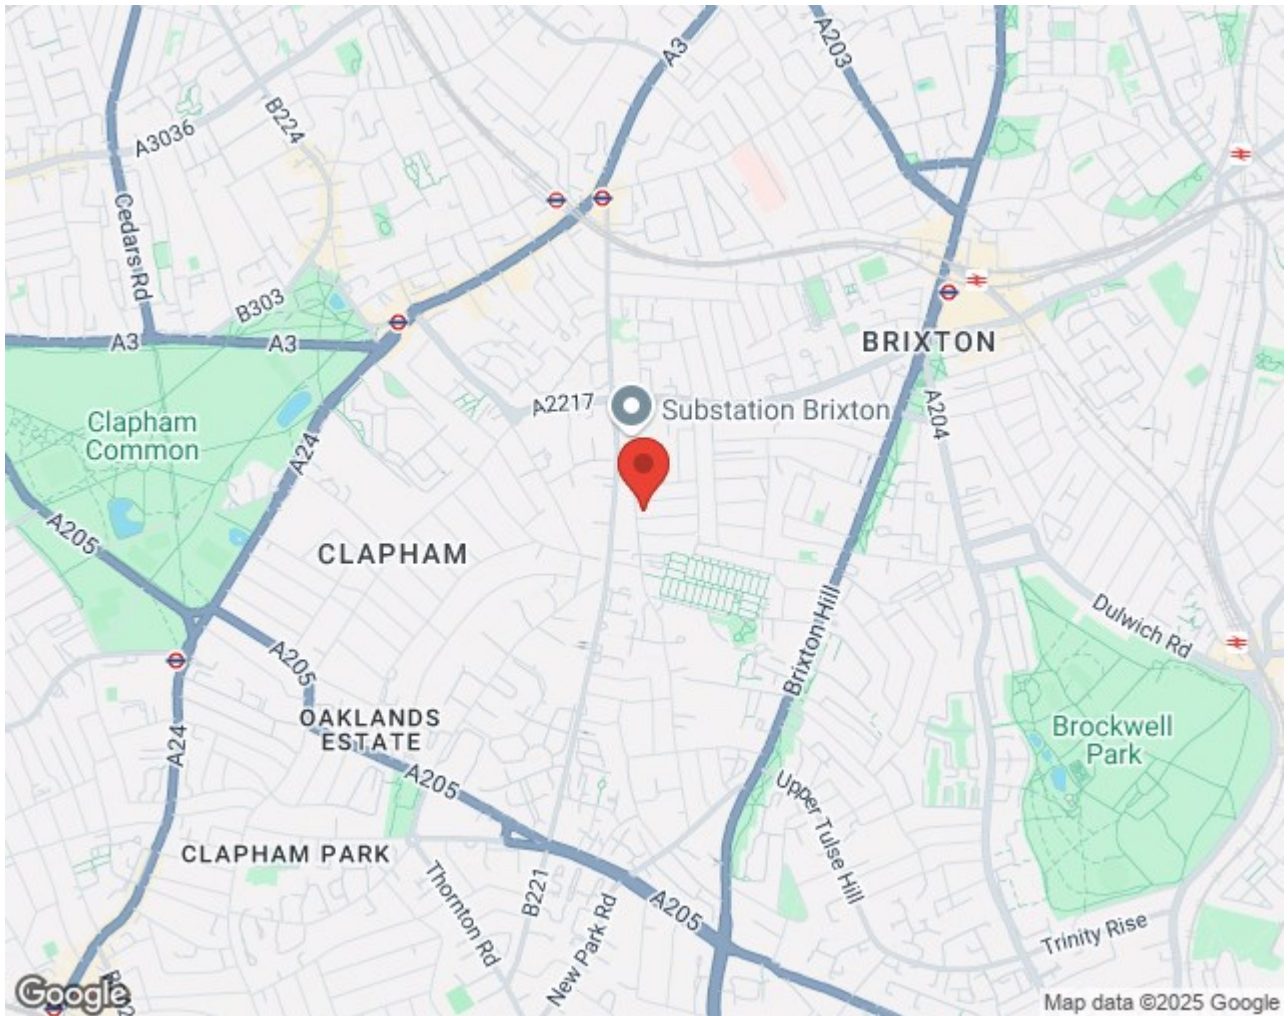 A3
A203
B224
A3036
Cedars Rd
B303
A3
A3
BRIXTON
A2217
Substation Brixton
A204
Clapham
Common
A24
A205
CLAPHAM
Dulwich Rd
Brixton Hill
A205
OAKLANDS
ESTATE
A24
Brockwell
Park
A205
Upper Tulse Hill
CLAPHAM PARK
Thornton Rd
B221
New Park Rd
A205
Trinity Rise
Google
Map data ©2025 Google